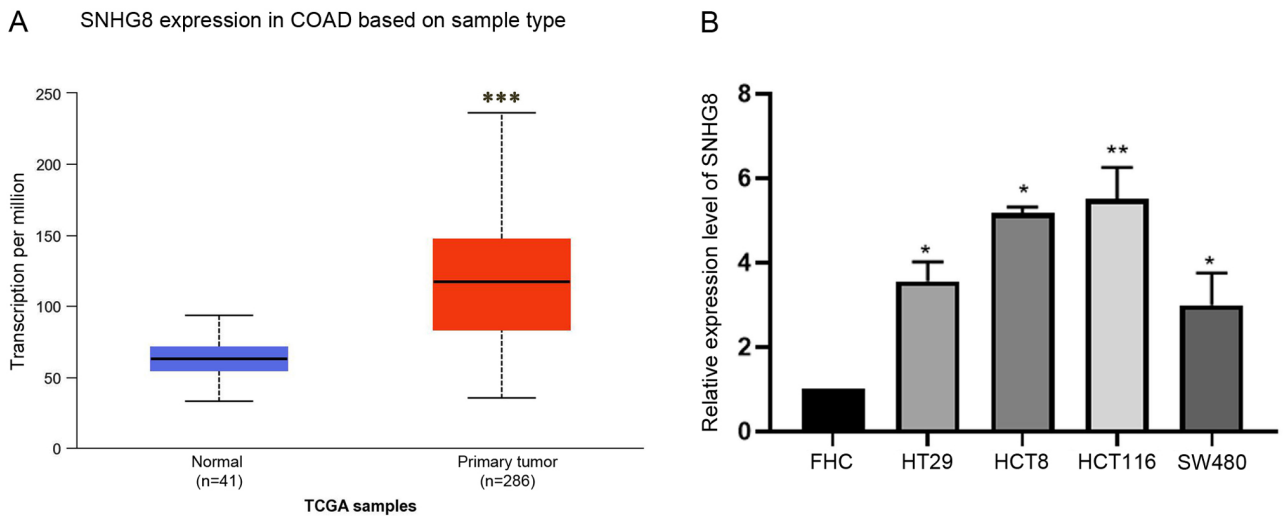 A
SNHG8 expression in COAD based on sample type
Transcription per million
250
200
150
100
50
0
***
Normal
(n=41)
Primary tumor
(n=286)
TCGA samples
B
Relative expression level of SNHG8
8
6
4
2
0
*
*
**
*
FHC
HT29
HCT8
HCT116
SW480